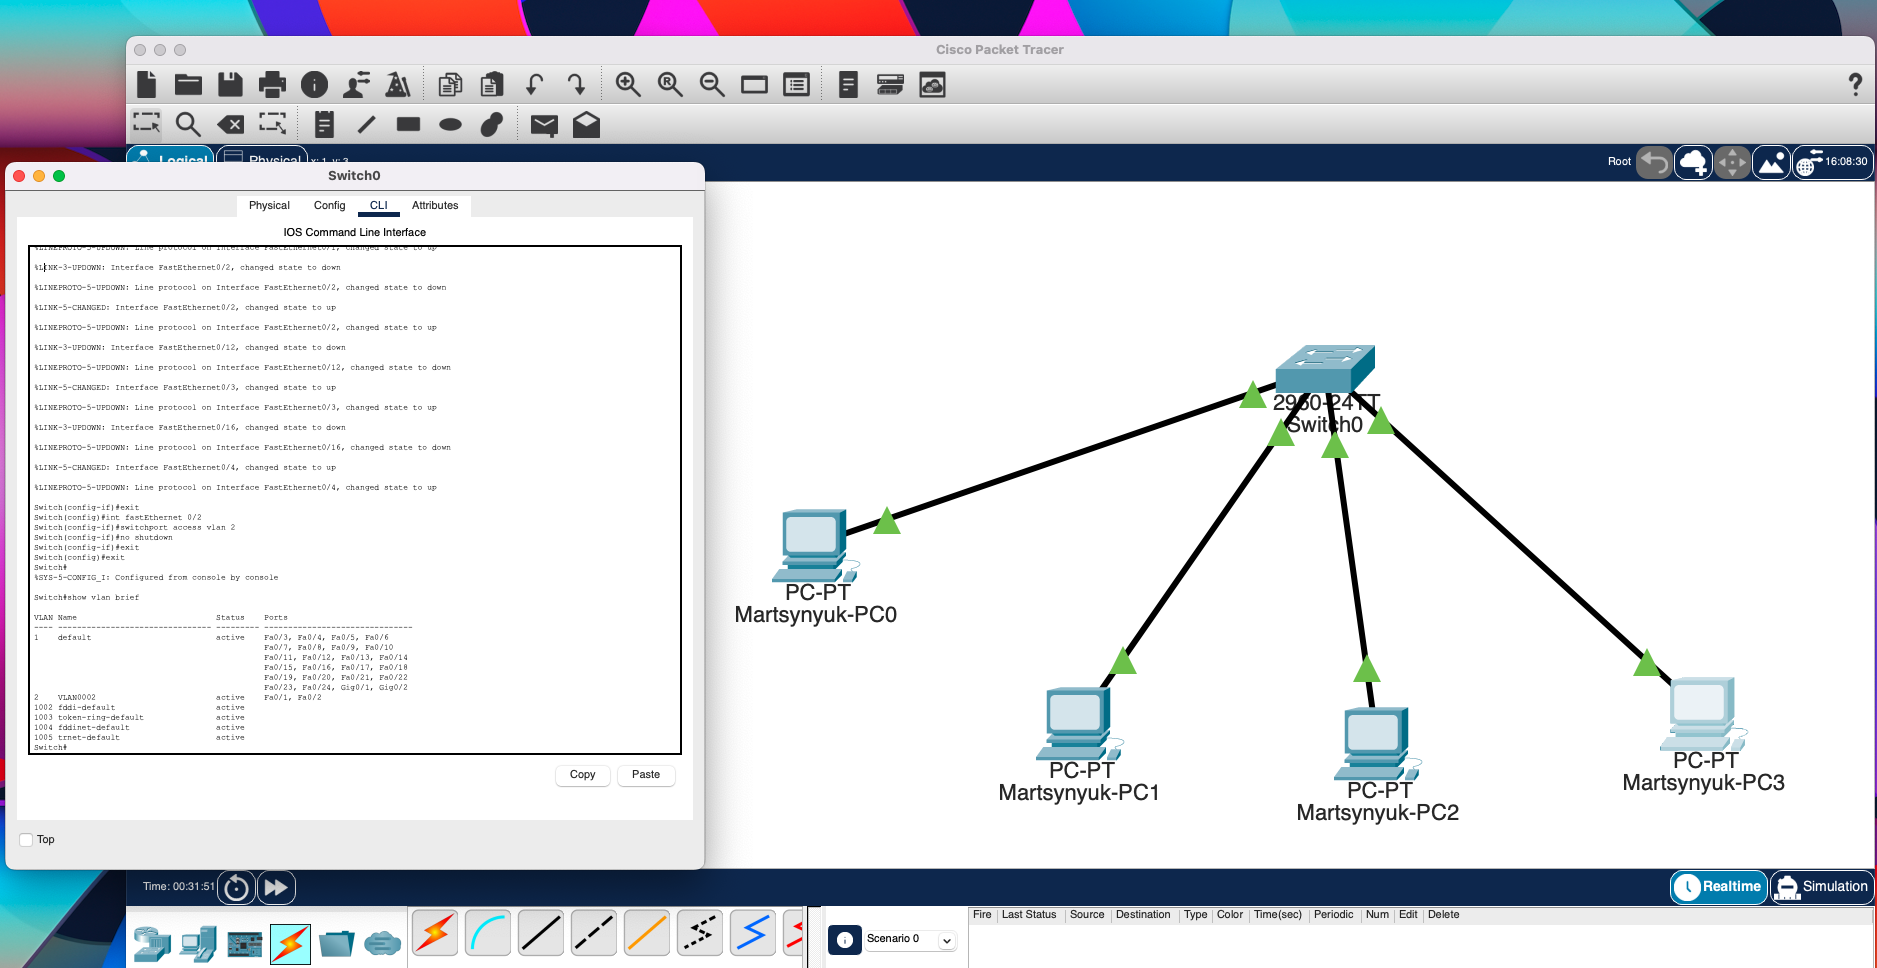 Cisco Packet Tracer
Logical
Physical
x: 1, y: 3
Root
16:08:30
Switch0
Physical Config CLI Attributes
IOS Command Line Interface
%LINEPROTO-5-UPDOWN: Line protocol on Interface FastEthernet0/1, changed state to up
%LINK-3-UPDOWN: Interface FastEthernet0/2, changed state to down
%LINEPROTO-5-UPDOWN: Line protocol on Interface FastEthernet0/2, changed state to down
%LINK-5-CHANGED: Interface FastEthernet0/2, changed state to up
%LINEPROTO-5-UPDOWN: Line protocol on Interface FastEthernet0/2, changed state to up
%LINK-3-UPDOWN: Interface FastEthernet0/12, changed state to down
%LINEPROTO-5-UPDOWN: Line protocol on Interface FastEthernet0/12, changed state to down
%LINK-5-CHANGED: Interface FastEthernet0/3, changed state to up
%LINEPROTO-5-UPDOWN: Line protocol on Interface FastEthernet0/3, changed state to up
%LINK-3-UPDOWN: Interface FastEthernet0/16, changed state to down
%LINEPROTO-5-UPDOWN: Line protocol on Interface FastEthernet0/16, changed state to down
%LINK-5-CHANGED: Interface FastEthernet0/4, changed state to up
%LINEPROTO-5-UPDOWN: Line protocol on Interface FastEthernet0/4, changed state to up
Switch(config-if)#exit
Switch(config)#int fastEthernet 0/2
Switch(config-if)#switchport access vlan 2
Switch(config-if)#no shutdown
Switch(config-if)#exit
Switch(config)#exit
Switch#
%SYS-5-CONFIG_I: Configured from console by console
Switch#show vlan brief
VLAN Name Status Ports
---- -------------------------------- --------- -------------------------------
1 default active Fa0/3, Fa0/4, Fa0/5, Fa0/6
Fa0/7, Fa0/8, Fa0/9, Fa0/10
Fa0/11, Fa0/12, Fa0/13, Fa0/14
Fa0/15, Fa0/16, Fa0/17, Fa0/18
Fa0/19, Fa0/20, Fa0/21, Fa0/22
Fa0/23, Fa0/24, Gig0/1, Gig0/2
2 VLAN0002 active Fa0/1, Fa0/2
1002 fddi-default active
1003 token-ring-default active
1004 fddinet-default active
1005 trnet-default active
Switch#
Copy Paste
Top
2960-24TT
Switch0
PC-PT
Martsynyuk-PC0
PC-PT
Martsynyuk-PC1
PC-PT
Martsynyuk-PC2
PC-PT
Martsynyuk-PC3
Time: 00:31:51
Realtime
Simulation
Scenario 0
Fire Last Status Source Destination Type Color Time(sec) Periodic Num Edit Delete